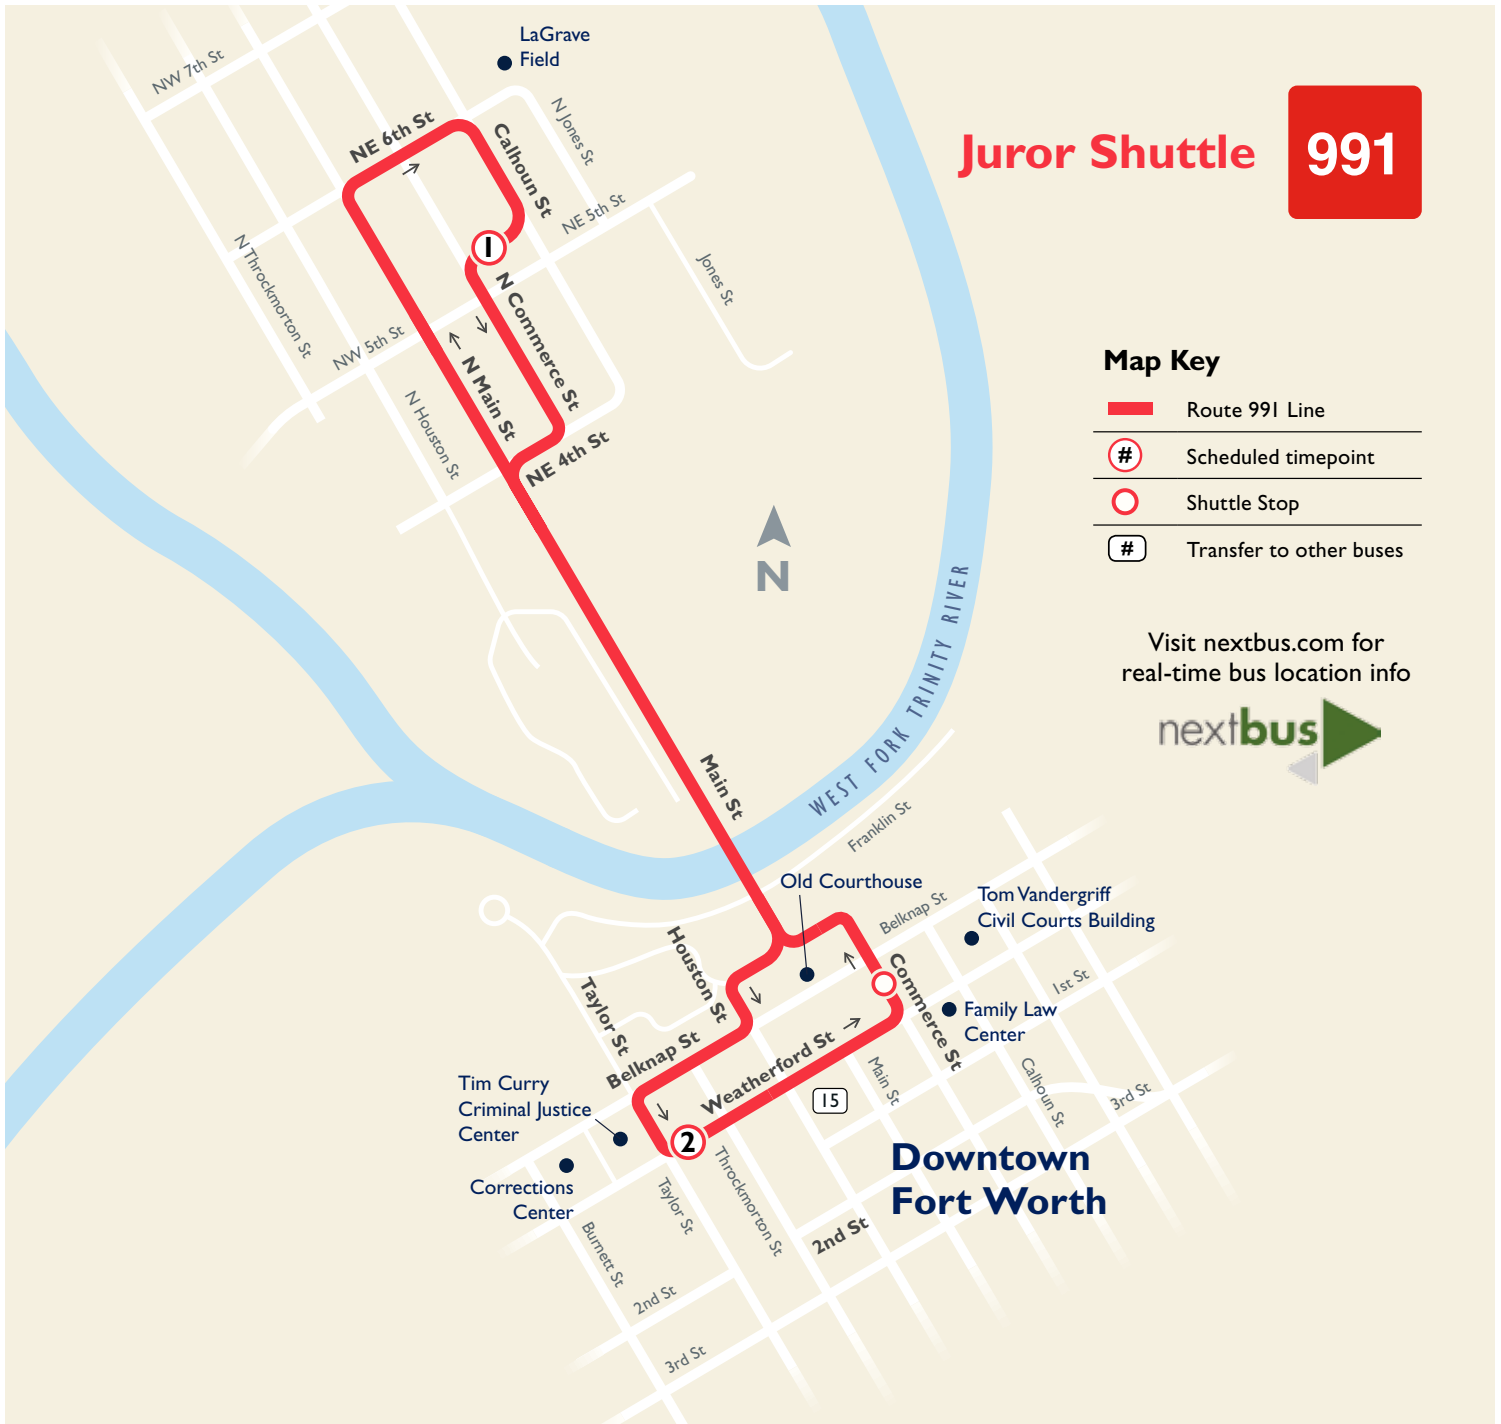 LaGrave
Field
NW 7th St
NE 6th St
Calhoun St
N Jones St
Juror Shuttle
991
NE 5th St
N Throckmorton St
1
Jones St
N Commerce St
NW 5th St
N Main St
N Houston St
NE 4th St
Map Key
Route 991 Line
#
Scheduled timepoint
Shuttle Stop
#
Transfer to other buses
N
WEST FORK TRINITY RIVER
Visit nextbus.com for
real-time bus location info
nextbus
Main St
Franklin St
Old Courthouse
Belknap St
Tom Vandergriff
Civil Courts Building
Houston St
Taylor St
Commerce St
1st St
Family Law
Center
Belknap St
Weatherford St
Main St
Calhoun St
3rd St
15
Tim Curry
Criminal Justice
Center
2
Corrections
Center
Downtown
Fort Worth
Throckmorton St
Taylor St
Burnett St
2nd St
2nd St
3rd St